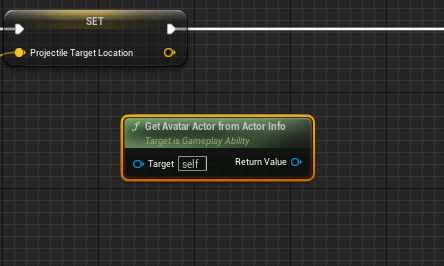 SET
Projectile Target Location
f Get Avatar Actor from Actor Info
Target is Gameplay Ability
Target self Return Value